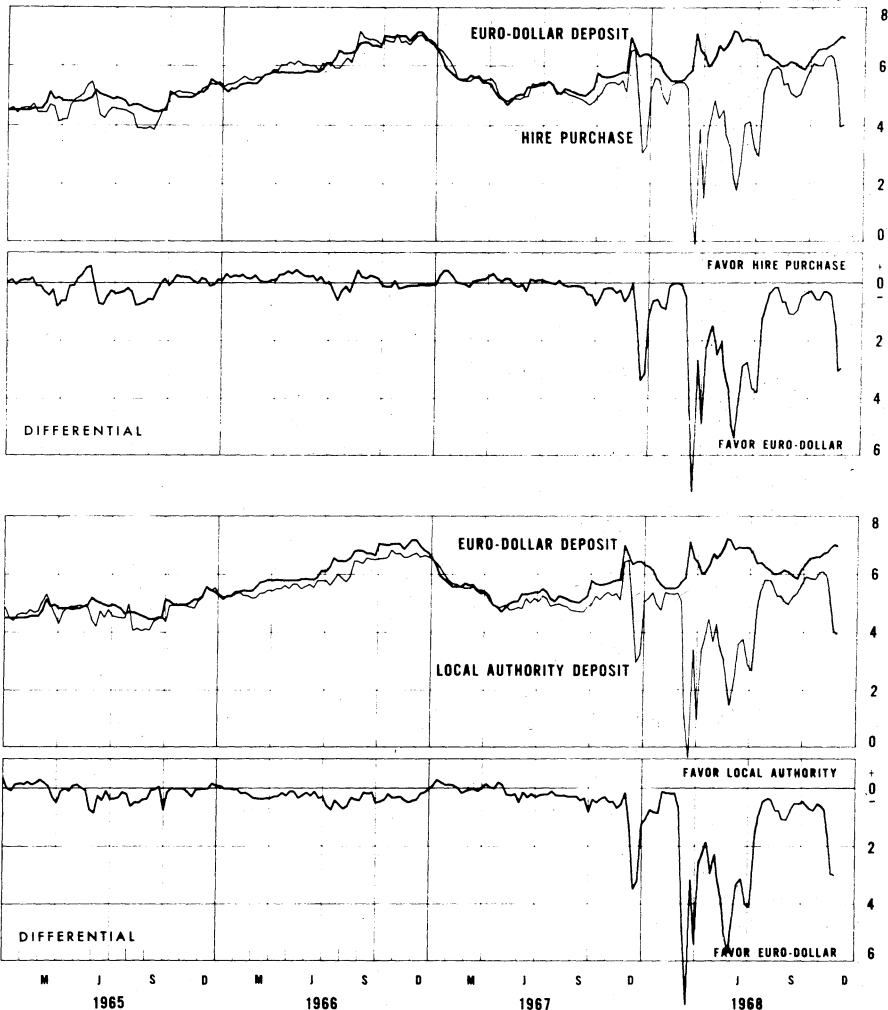 8
EURO-DOLLAR DEPOSIT
6
HIRE PURCHASE
4
2
0
FAVOR HIRE PURCHASE
+
0
–
2
4
DIFFERENTIAL
FAVOR EURO-DOLLAR
6
8
EURO-DOLLAR DEPOSIT
6
4
LOCAL AUTHORITY DEPOSIT
2
0
FAVOR LOCAL AUTHORITY
+
0
–
2
4
DIFFERENTIAL
FAVOR EURO-DOLLAR
6
M J S D M J S D M J S D J S D
1965 1966 1967 1968